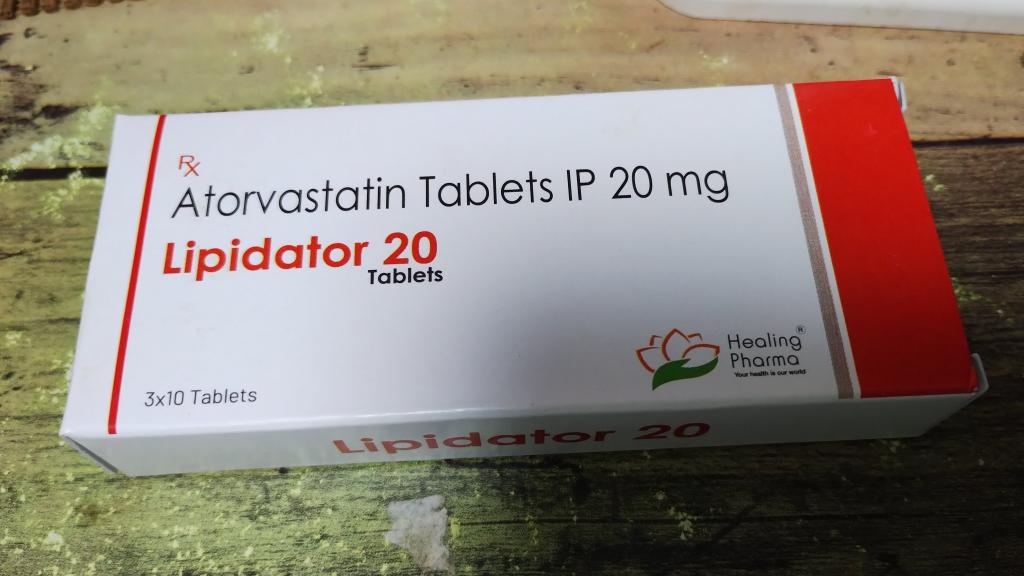 Rx
Atorvastatin Tablets IP 20 mg
Lipidator 20
Tablets
3x10 Tablets
Healing®
Pharma
Your health is our world
Lipidator 20